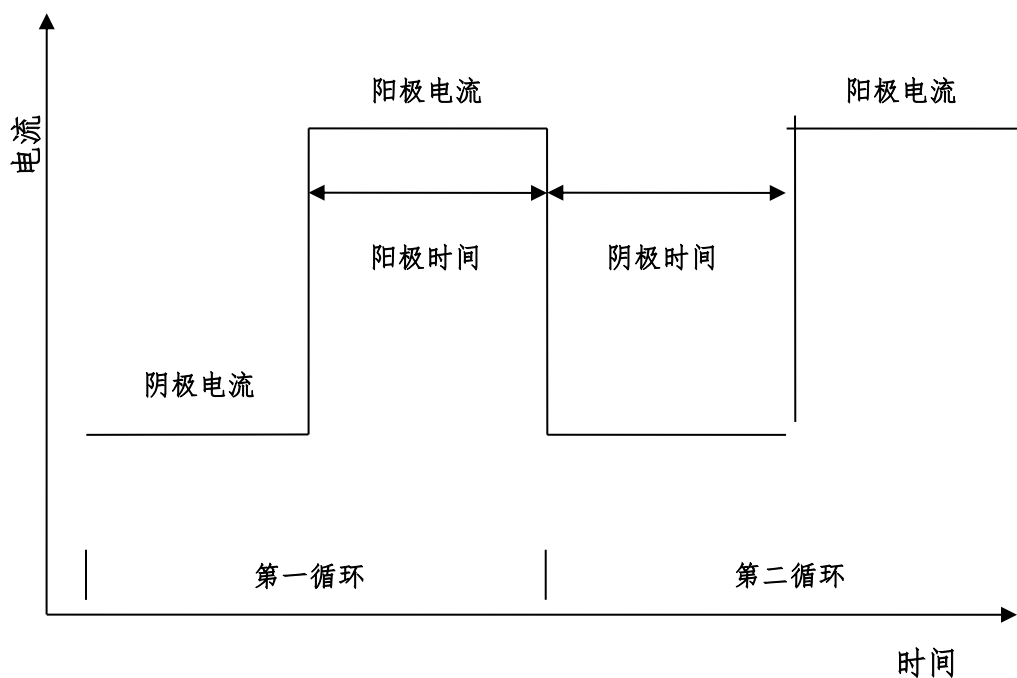 阳极电流
阳极电流
电流
阳极时间
阴极时间
阴极电流
第一循环
第二循环
时间